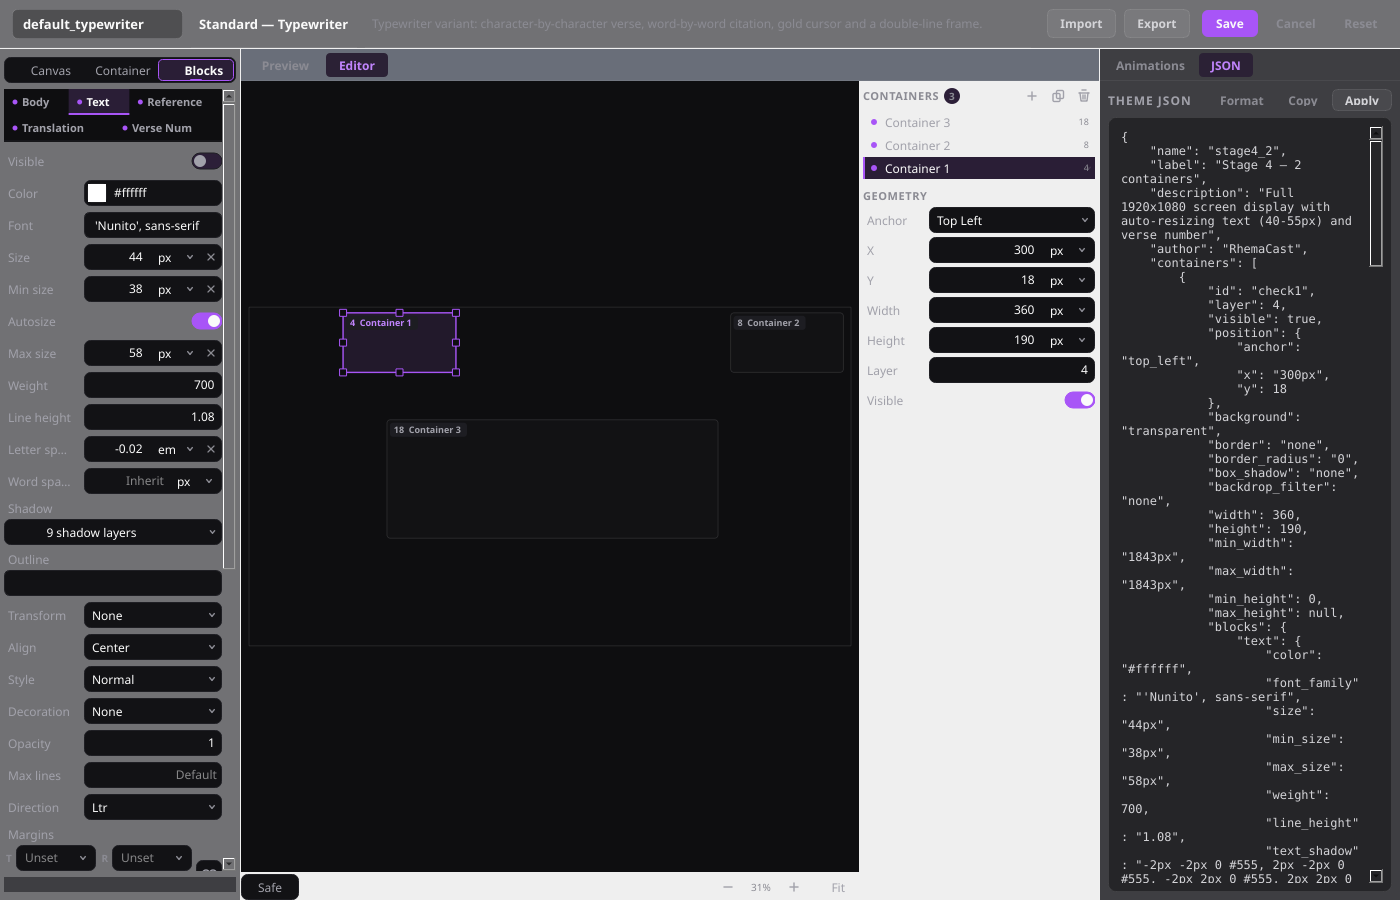 default_typewriter
Standard — Typewriter
Typewriter variant: character-by-character verse, word-by-word citation, gold cursor and a double-line frame.
Import
Export
Save
Cancel
Reset
Canvas
Container
Blocks
Body
Text
Reference
Translation
Verse Num
Visible
Color
#ffffff
Font
'Nunito', sans-serif
Size
44 px
Min size
38 px
Autosize
Max size
58 px
Weight
700
Line height
1.08
Letter sp...
-0.02 em
Word spa...
Inherit px
Shadow
9 shadow layers
Outline
Transform
None
Align
Center
Style
Normal
Decoration
None
Opacity
1
Max lines
Default
Direction
Ltr
Margins
T Unset
R Unset
Preview
Editor
4 Container 1
8 Container 2
18 Container 3
Safe
31%
Fit
CONTAINERS 3
Container 3 18
Container 2 8
Container 1 4
GEOMETRY
Anchor
Top Left
X
300 px
Y
18 px
Width
360 px
Height
190 px
Layer
4
Visible
Animations
JSON
THEME JSON
Format
Copy
Apply
{
"name": "stage4_2",
"label": "Stage 4 — 2
containers",
"description": "Full
1920x1080 screen display with
auto-resizing text (40-55px) and
verse number",
"author": "RhemaCast",
"containers": [
{
"id": "check1",
"layer": 4,
"visible": true,
"position": {
"anchor":
"top_left",
"x": "300px",
"y": 18
},
"background":
"transparent",
"border": "none",
"border_radius": "0",
"box_shadow": "none",
"backdrop_filter":
"none",
"width": 360,
"height": 190,
"min_width":
"1843px",
"max_width":
"1843px",
"min_height": 0,
"max_height": null,
"blocks": {
"text": {
"color":
"#ffffff",
"font_family"
: "'Nunito', sans-serif",
"size":
"44px",
"min_size":
"38px",
"max_size":
"58px",
"weight":
700,
"line_height"
: "1.08",
"text_shadow"
: "-2px -2px 0 #555, 2px -2px 0
#555, -2px 2px 0 #555, 2px 2px 0